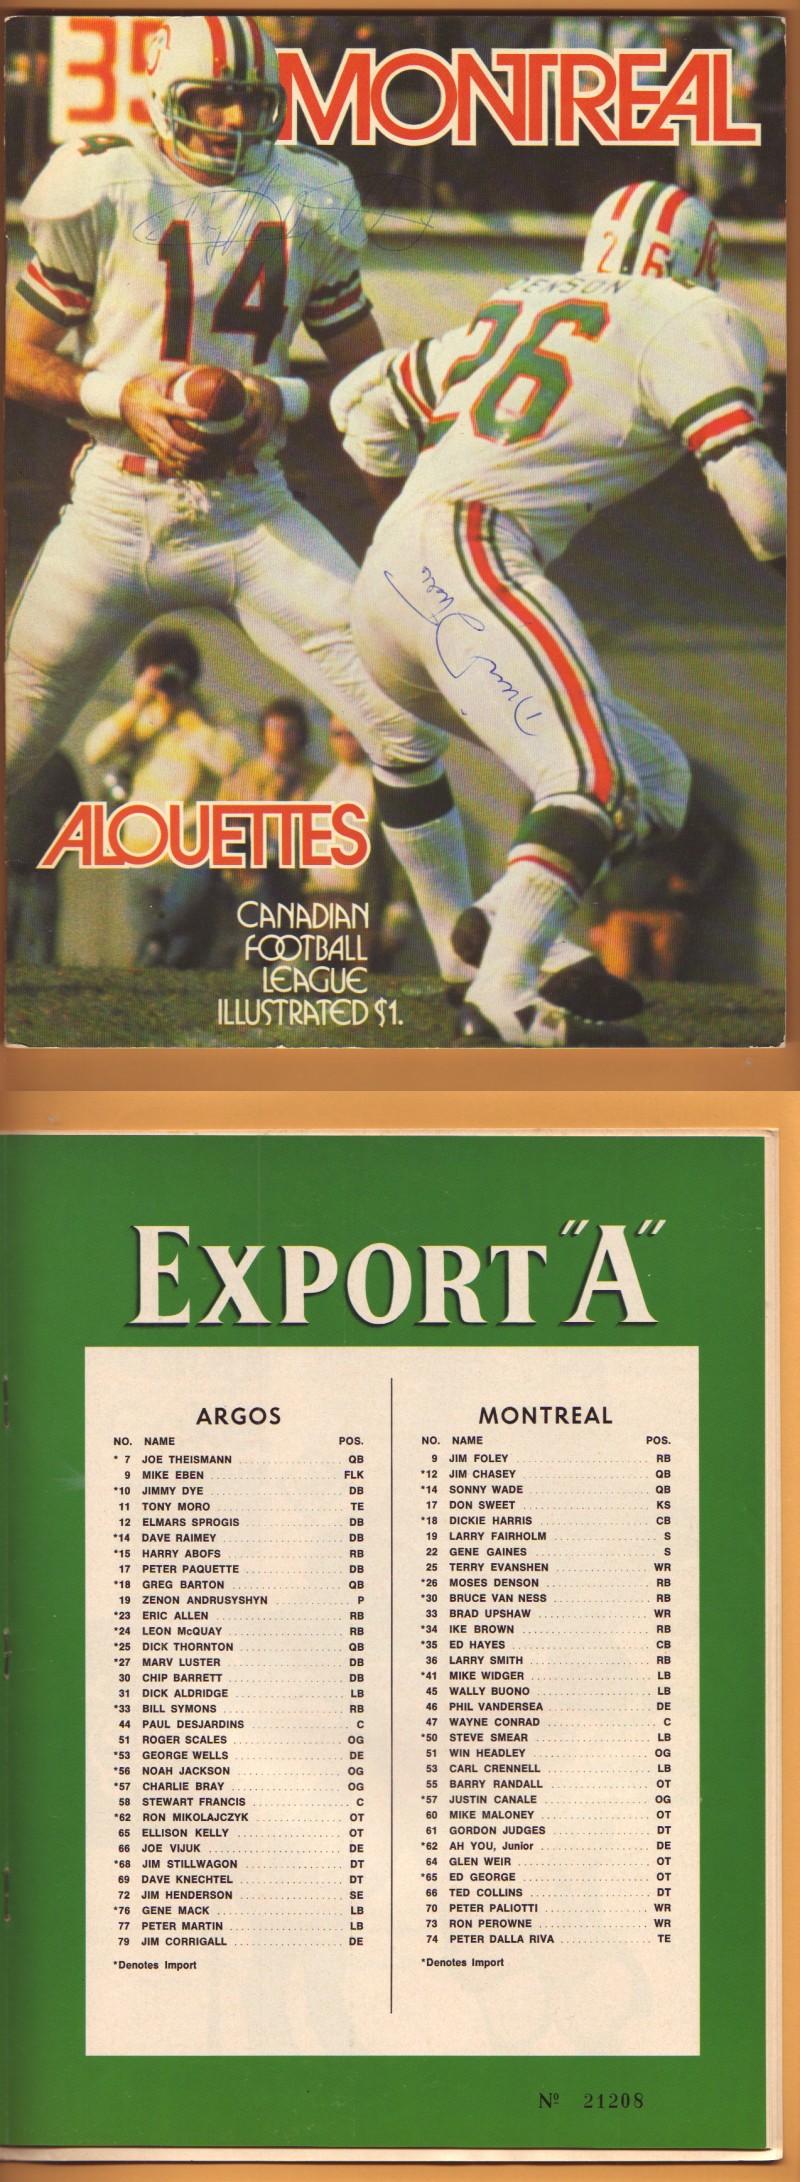 35
MONTREAL
14
14
26
DENSON
26
ALOUETTES
CANADIAN
FOOTBALL
LEAGUE
ILLUSTRATED $1.
EXPORT "A"
ARGOS
NO. NAME POS.
*7 JOE THEISMANN QB
9 MIKE EBEN FLK
*10 JIMMY DYE DB
11 TONY MORO TE
12 ELMARS SPROGIS DB
*14 DAVE RAIMEY DB
*15 HARRY ABOFS RB
17 PETER PAQUETTE DB
*18 GREG BARTON QB
19 ZENON ANDRUSYSHYN P
*23 ERIC ALLEN RB
*24 LEON McQUAY RB
*25 DICK THORNTON QB
*27 MARV LUSTER DB
30 CHIP BARRETT DB
31 DICK ALDRIDGE LB
*33 BILL SYMONS RB
44 PAUL DESJARDINS C
51 ROGER SCALES OG
*53 GEORGE WELLS DE
*56 NOAH JACKSON OG
*57 CHARLIE BRAY OG
58 STEWART FRANCIS C
*62 RON MIKOLAJCZYK OT
65 ELLISON KELLY OT
66 JOE VIJUK DE
*68 JIM STILLWAGON DT
69 DAVE KNECHTEL DT
72 JIM HENDERSON SE
*76 GENE MACK LB
77 PETER MARTIN LB
79 JIM CORRIGALL DE
*Denotes Import
MONTREAL
NO. NAME POS.
9 JIM FOLEY RB
*12 JIM CHASEY QB
*14 SONNY WADE QB
17 DON SWEET KS
*18 DICKIE HARRIS CB
19 LARRY FAIRHOLM S
22 GENE GAINES S
25 TERRY EVANSHEN WR
*26 MOSES DENSON RB
*30 BRUCE VAN NESS RB
33 BRAD UPSHAW WR
*34 IKE BROWN RB
*35 ED HAYES CB
36 LARRY SMITH RB
*41 MIKE WIDGER LB
45 WALLY BUONO LB
46 PHIL VANDERSEA DE
47 WAYNE CONRAD C
*50 STEVE SMEAR LB
51 WIN HEADLEY OG
53 CARL CRENNELL LB
55 BARRY RANDALL OT
*57 JUSTIN CANALE OG
60 MIKE MALONEY OT
61 GORDON JUDGES DT
*62 AH YOU, Junior DE
64 GLEN WEIR OT
*65 ED GEORGE OT
66 TED COLLINS DT
70 PETER PALIOTTI WR
73 RON PEROWNE WR
74 PETER DALLA RIVA TE
*Denotes Import
Nº 21208